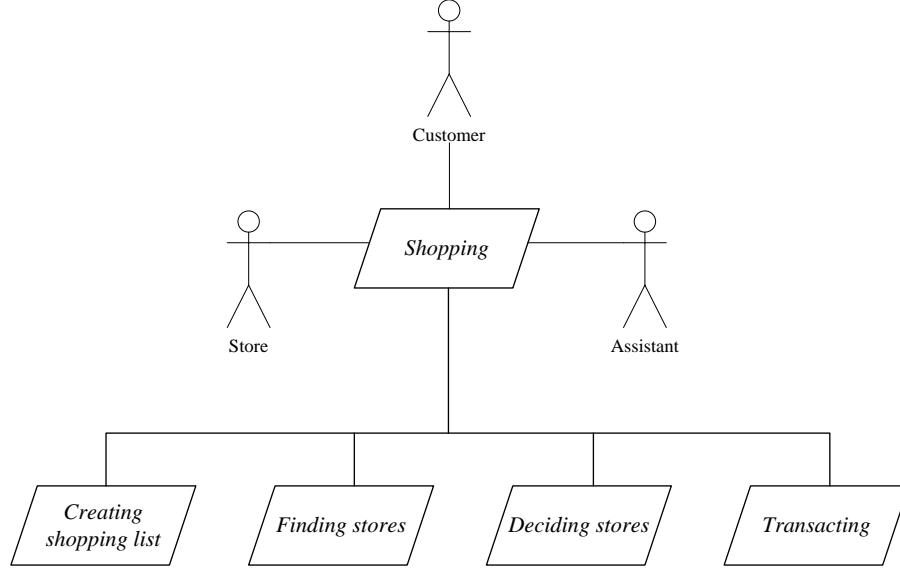 Customer
Shopping
Store
Assistant
Creating
shopping list
Finding stores
Deciding stores
Transacting